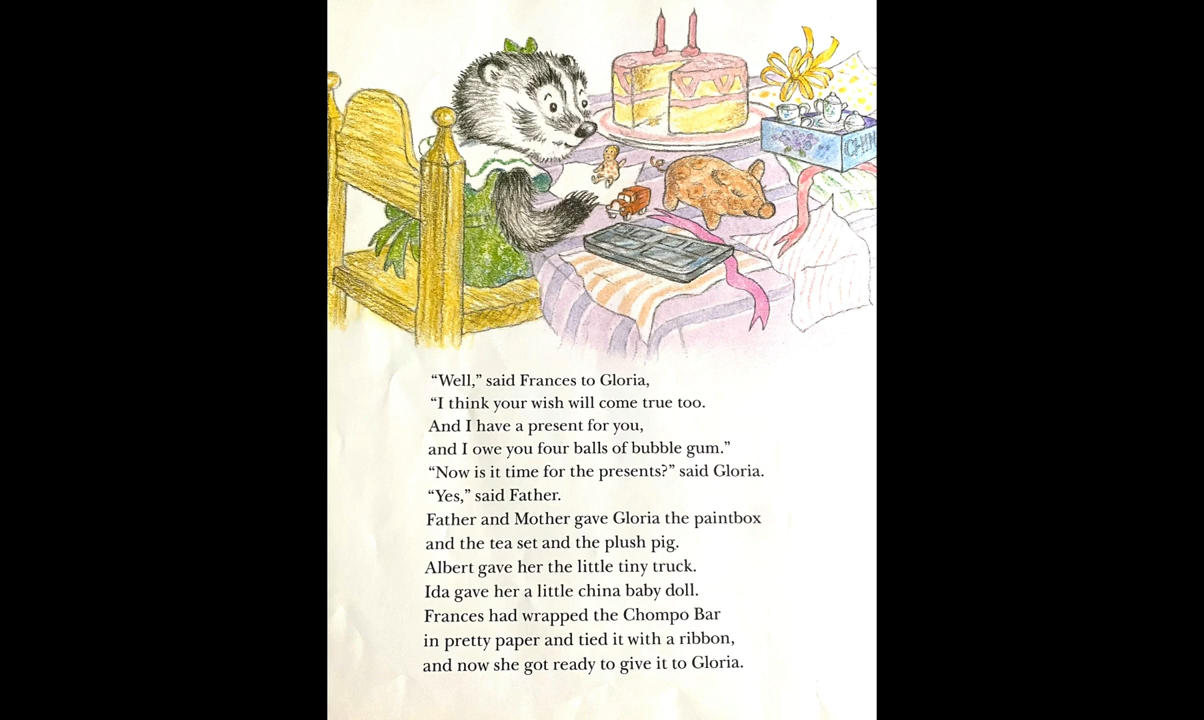 CHIN
“Well,” said Frances to Gloria,
“I think your wish will come true too.
And I have a present for you,
and I owe you four balls of bubble gum.”
“Now is it time for the presents?” said Gloria.
“Yes,” said Father.
Father and Mother gave Gloria the paintbox
and the tea set and the plush pig.
Albert gave her the little tiny truck.
Ida gave her a little china baby doll.
Frances had wrapped the Chompo Bar
in pretty paper and tied it with a ribbon,
and now she got ready to give it to Gloria.